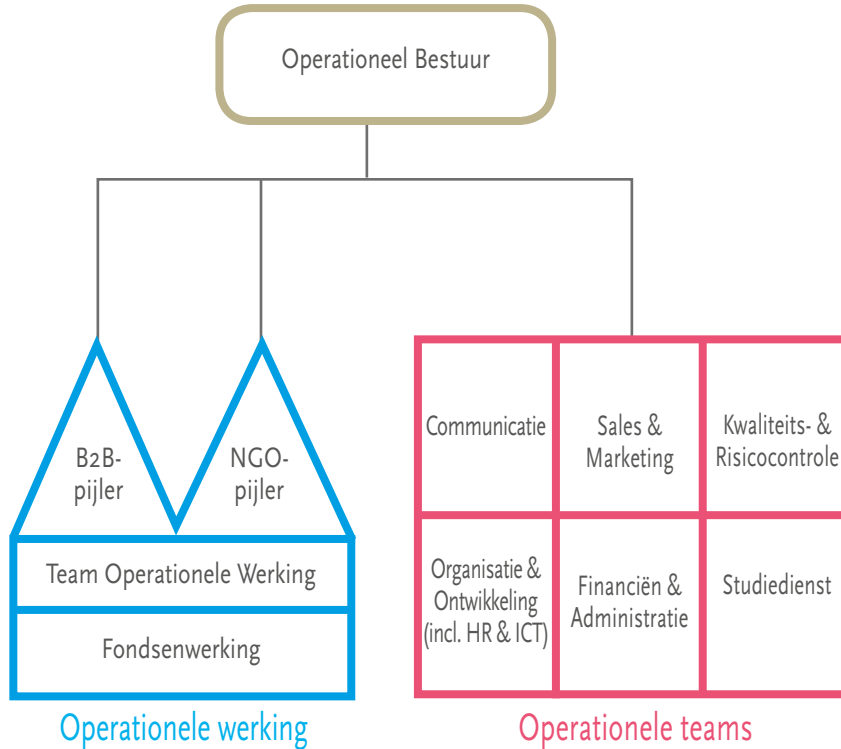 Operationeel Bestuur
B2B-
pijler
NGO-
pijler
Team Operationele Werking
Fondsenwerking
Operationele werking
Communicatie
Sales &
Marketing
Kwaliteits- &
Risicocontrole
Organisatie &
Ontwikkeling
(incl. HR & ICT)
Financiën &
Administratie
Studiedienst
Operationele teams